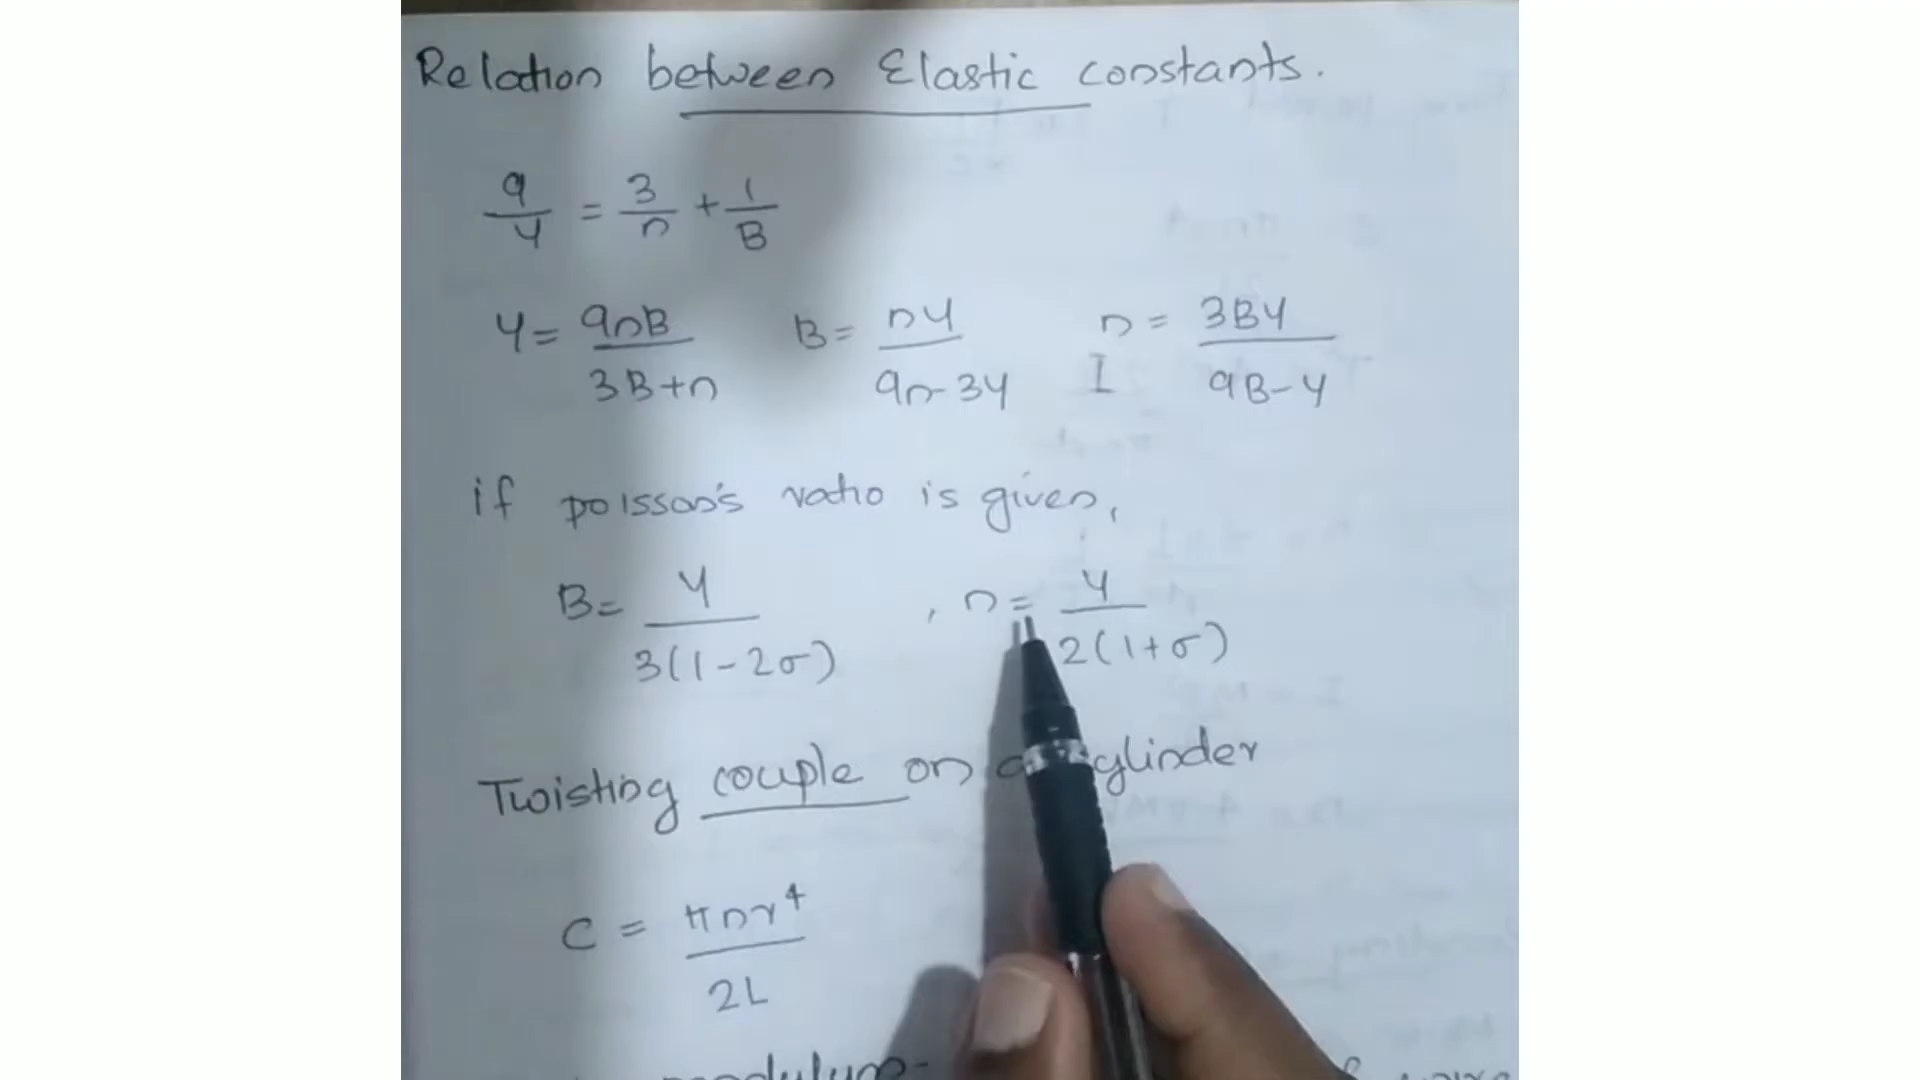 Relation between Elastic constants.
9/Y = 3/n + 1/B
Y = 9nB/3B+n B = nY/9n-3Y n = 3BY/9B-Y
if poisson's ratio is given,
B = Y/3(1-2σ) , n = Y/2(1+σ)
Twisting couple on a cylinder
C = πnr⁴/2L